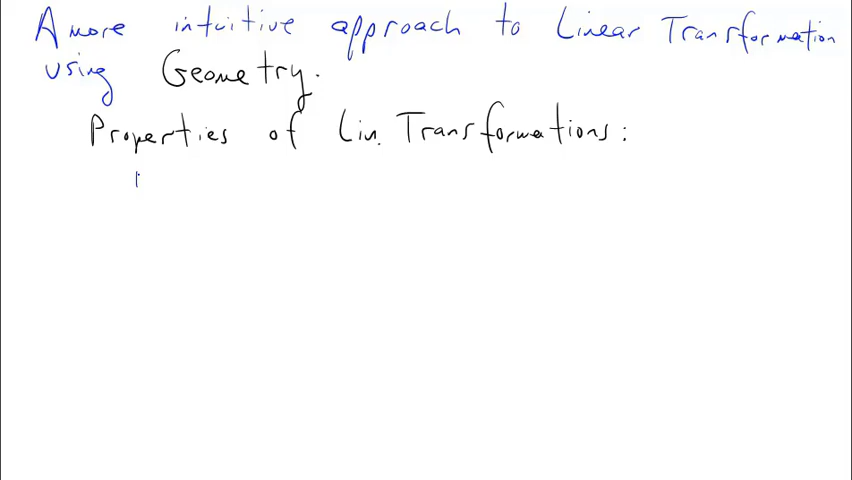 A more intuitive approach to Linear Transformation
using Geometry.
Properties of Lin. Transformations: